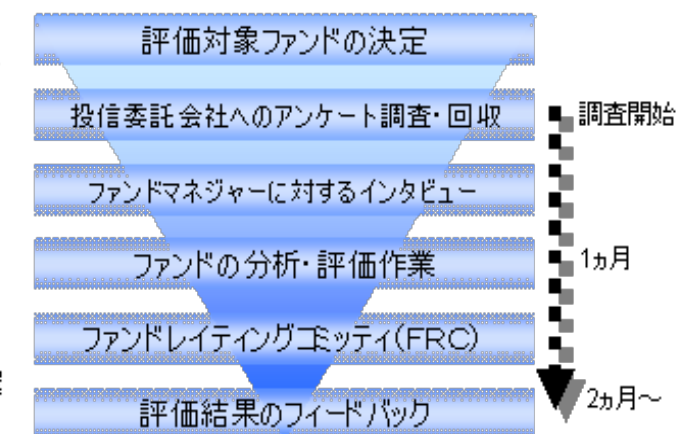 評価対象ファンドの決定
投信委託会社へのアンケート調査・回収
調査開始
ファンドマネジャーに対するインタビュー
ファンドの分析・評価作業
1ヵ月
ファンドレイティングコミッティ(FRC)
評価結果のフィードバック
2ヵ月～